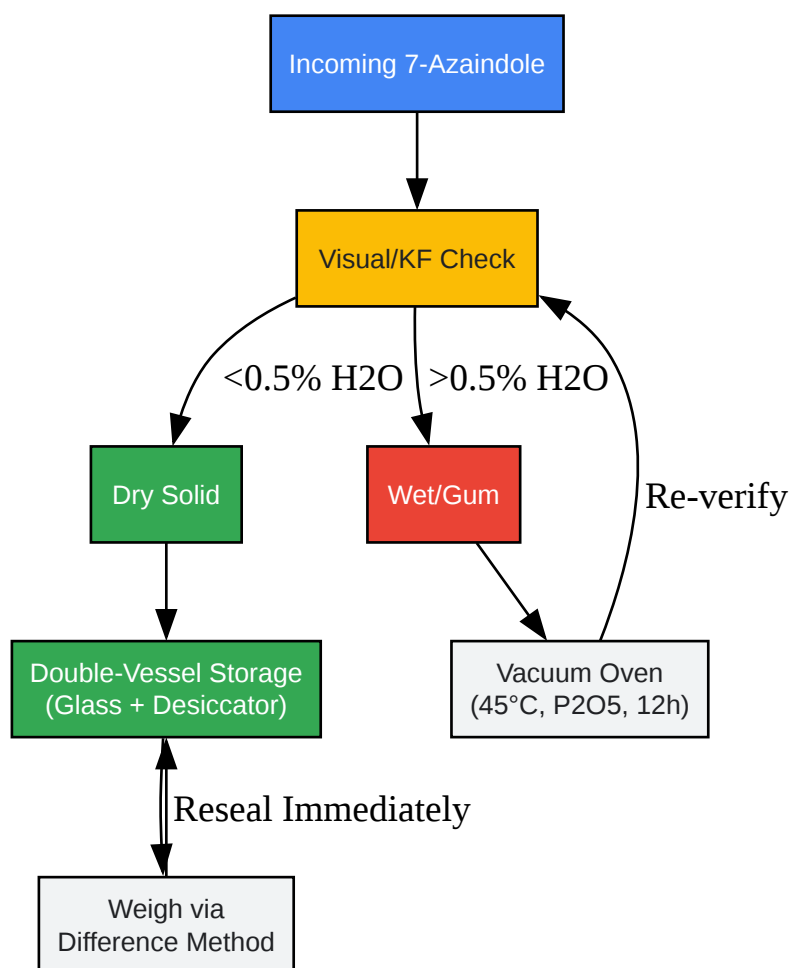 Incoming 7-Azaindole
Visual/KF Check
<0.5% H2O
>0.5% H2O
Dry Solid
Wet/Gum
Re-verify
Double-Vessel Storage
(Glass + Desiccator)
Vacuum Oven
(45°C, P2O5, 12h)
Reseal Immediately
Weigh via
Difference Method